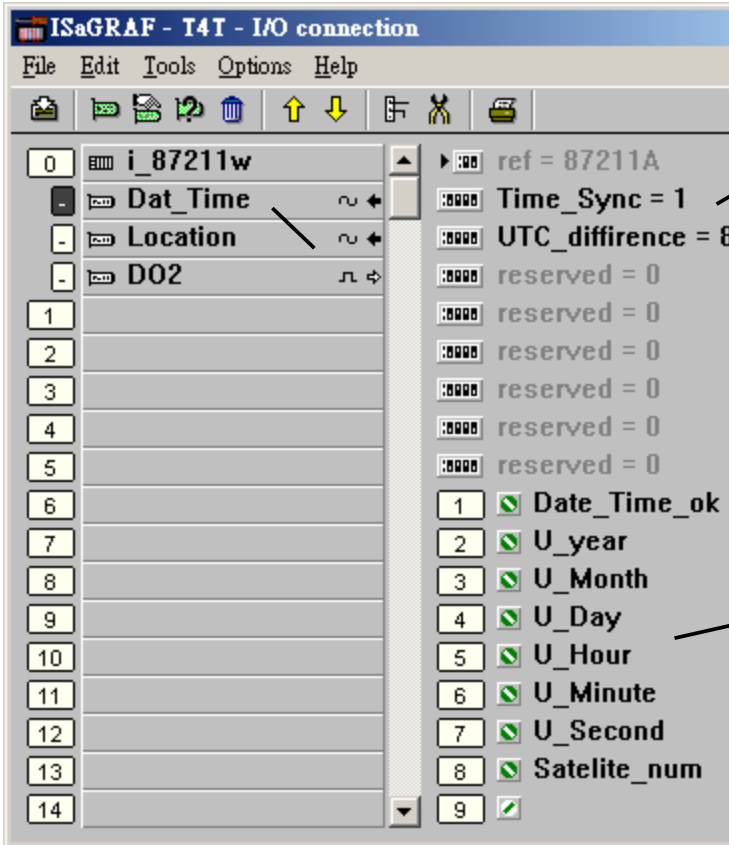 ISaGRAF - T4T - I/O connection
File Edit Tools Options Help
0 i_87211w
- Dat_Time
- Location
- DO2
1
2
3
4
5
6
7
8
9
10
11
12
13
14
ref = 87211A
Time_Sync = 1
UTC_diffirence = 8
reserved = 0
reserved = 0
reserved = 0
reserved = 0
reserved = 0
reserved = 0
1 Date_Time_ok
2 U_year
3 U_Month
4 U_Day
5 U_Hour
6 U_Minute
7 U_Second
8 Satelite_num
9